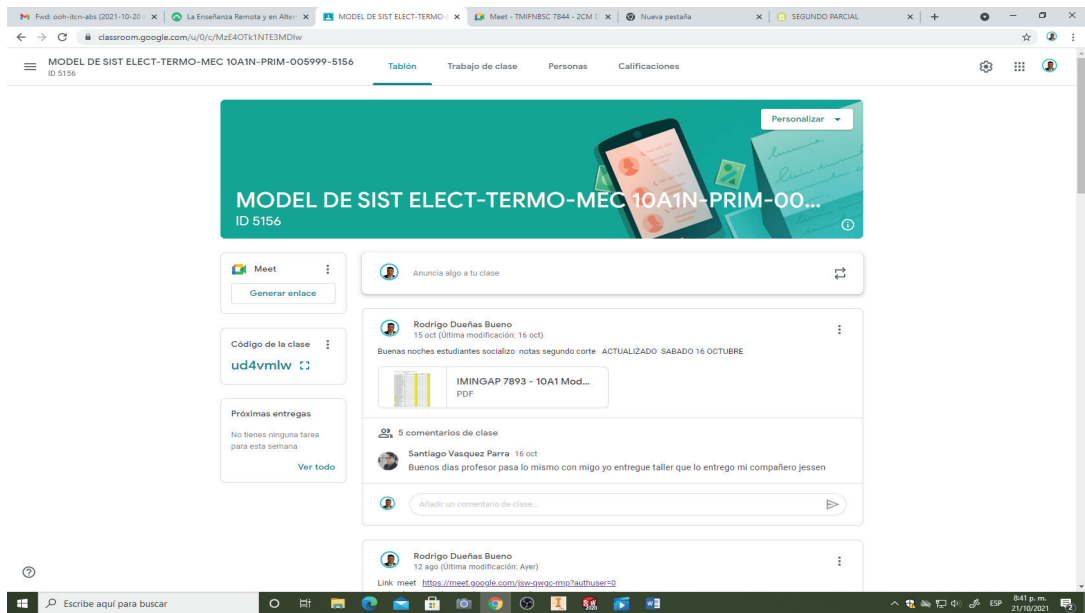 Fwd: ooh-itcn-abs (2021-10-20
La Enseñanza Remota y en Alter
MODEL DE SIST ELECT-TERMO-
Meet - TMIFNBSC 7844 - 2CM
Nueva pestaña
SEGUNDO PARCIAL
classroom.google.com/u/0/c/MzE4OTk1NTE3MDIw
MODEL DE SIST ELECT-TERMO-MEC 10A1N-PRIM-005999-5156
ID 5156
Tablón
Trabajo de clase
Personas
Calificaciones
Personalizar
MODEL DE SIST ELECT-TERMO-MEC 10A1N-PRIM-00...
ID 5156
Meet
Generar enlace
Código de la clase
ud4vmlw
Próximas entregas
No tienes ninguna tarea
para esta semana
Ver todo
Anuncia algo a tu clase
Rodrigo Dueñas Bueno
15 oct (Última modificación: 16 oct)
Buenas noches estudiantes socializo notas segundo corte ACTUALIZADO SABADO 16 OCTUBRE
IMINGAP 7893 - 10A1 Mod...
PDF
5 comentarios de clase
Santiago Vasquez Parra 16 oct
Buenos dias profesor pasa lo mismo con migo yo entregue taller que lo entrego mi compañero jessen
Añadir un comentario de clase...
Rodrigo Dueñas Bueno
12 ago (Última modificación: Ayer)
Link meet https://meet.google.com/jsw-qwgc-rmp?authuser=0
Escribe aquí para buscar
ESP
8:41 p. m.
21/10/2021